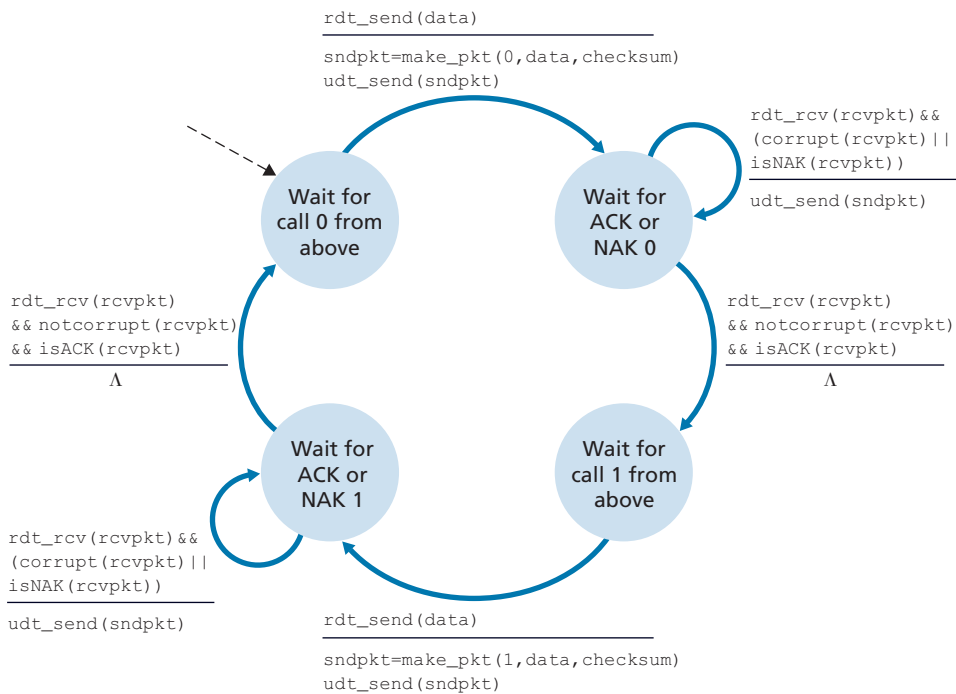 rdt_send(data)
sndpkt=make_pkt(0,data,checksum)
udt_send(sndpkt)
rdt_rcv(rcvpkt)&&
(corrupt(rcvpkt)||
isNAK(rcvpkt))
udt_send(sndpkt)
Wait for
call 0 from
above
Wait for
ACK or
NAK 0
rdt_rcv(rcvpkt)
&& notcorrupt(rcvpkt)
&& isACK(rcvpkt)
Λ
rdt_rcv(rcvpkt)
&& notcorrupt(rcvpkt)
&& isACK(rcvpkt)
Λ
Wait for
ACK or
NAK 1
Wait for
call 1 from
above
rdt_rcv(rcvpkt)&&
(corrupt(rcvpkt)||
isNAK(rcvpkt))
udt_send(sndpkt)
rdt_send(data)
sndpkt=make_pkt(1,data,checksum)
udt_send(sndpkt)